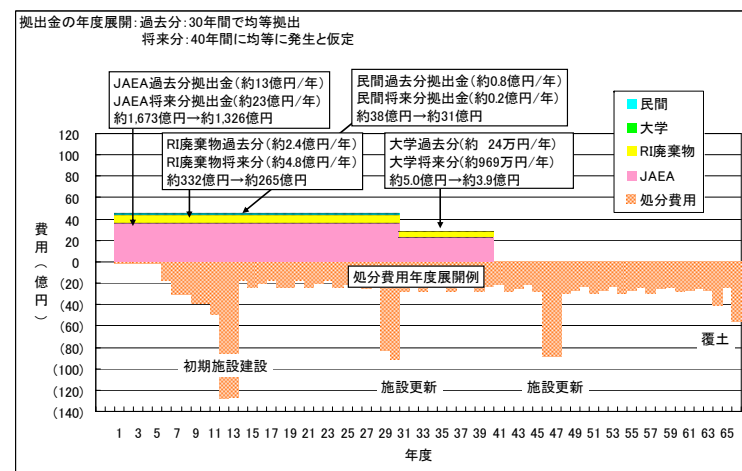 拠出金の年度展開:過去分:30年間で均等拠出
将来分:40年間に均等に発生と仮定
JAEA過去分拠出金(約13億円/年)
JAEA将来分拠出金(約23億円/年)
約1,673億円→約1,326億円
民間過去分拠出金(約0.8億円/年)
民間将来分拠出金(約0.2億円/年)
約38億円→約31億円
RI廃棄物過去分(約2.4億円/年)
RI廃棄物将来分(約4.8億円/年)
約332億円→約265億円
大学過去分(約 24万円/年)
大学将来分(約969万円/年)
約5.0億円→約3.9億円
民間
大学
RI廃棄物
JAEA
処分費用
費用(億円)
120
100
80
60
40
20
0
(20)
(40)
(60)
(80)
(100)
(120)
(140)
処分費用年度展開例
初期施設建設
施設更新
施設更新
覆土
1 3 5 7 9 11 13 15 17 19 21 23 25 27 29 31 33 35 37 39 41 43 45 47 49 51 53 55 57 59 61 63 65
年度